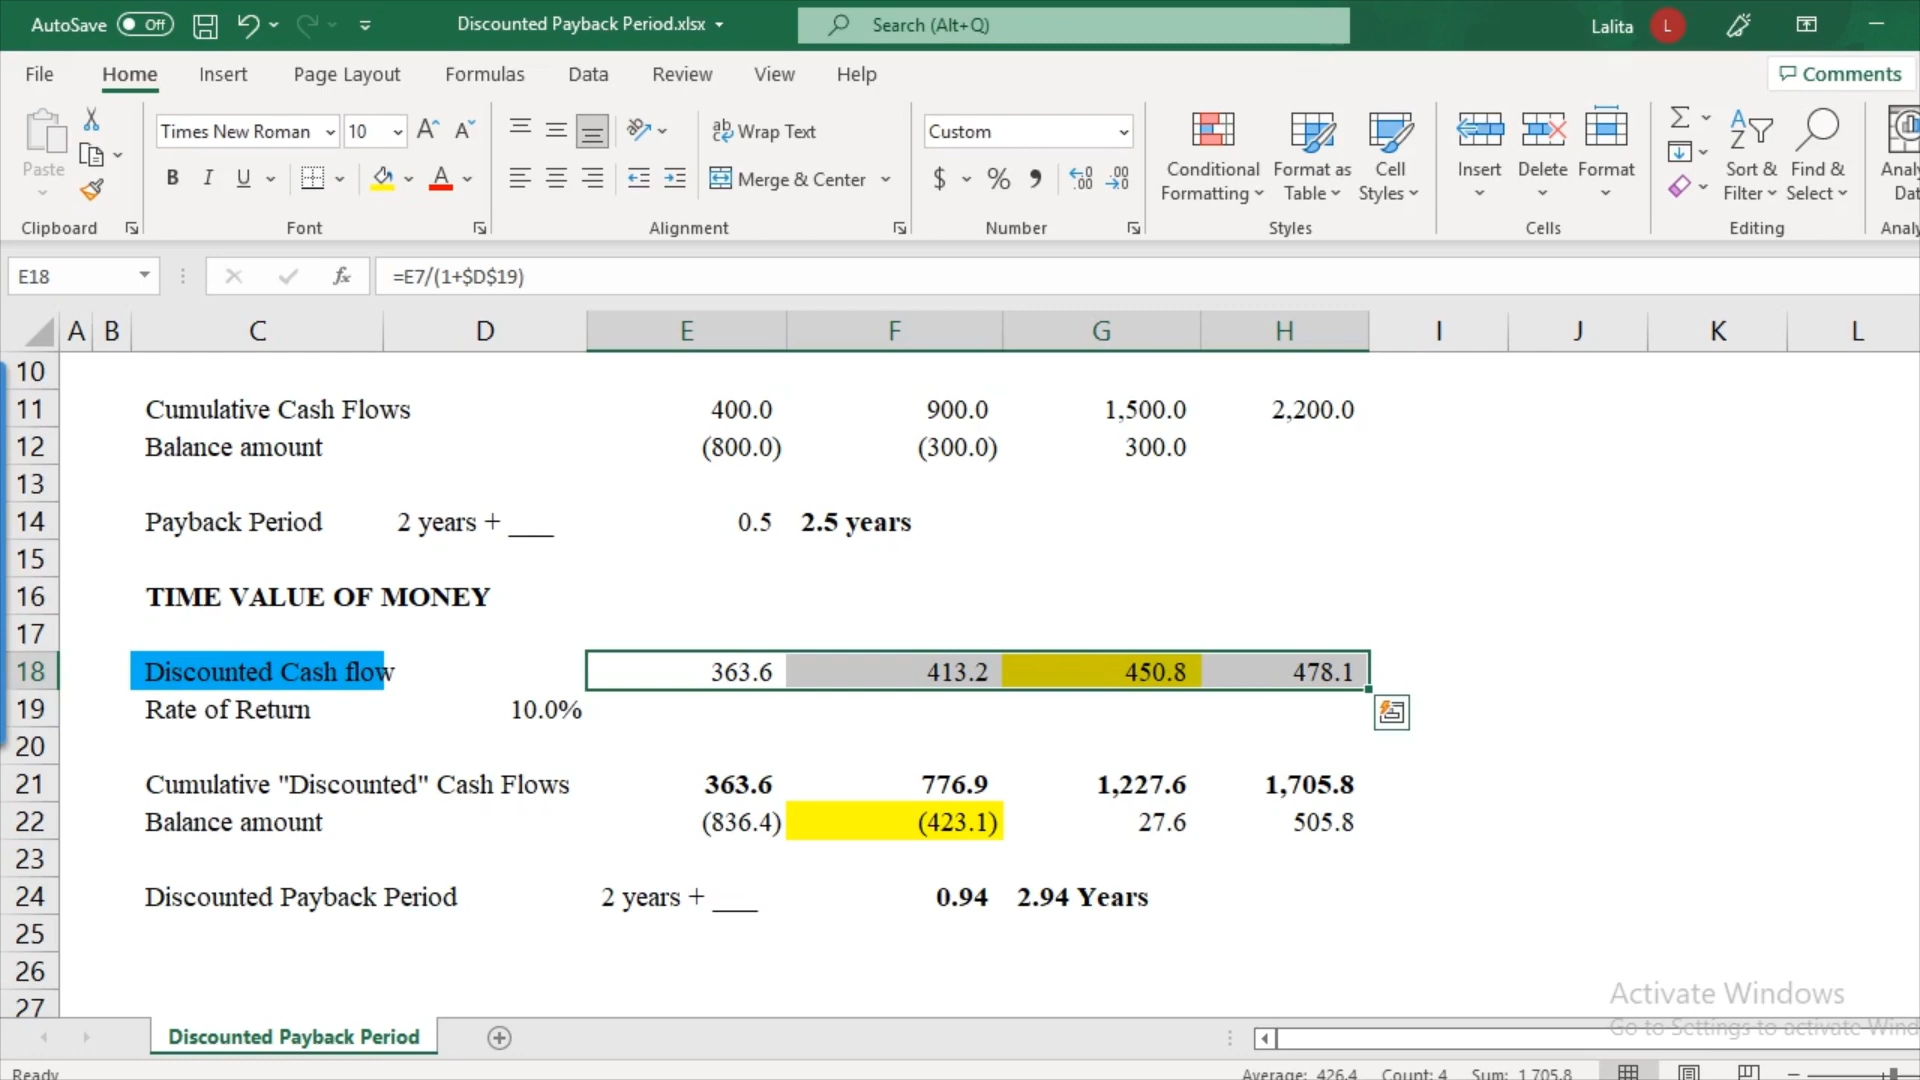 AutoSave Off Discounted Payback Period.xlsx Search (Alt+Q) Lalita L
File Home Insert Page Layout Formulas Data Review View Help Comments
Paste Times New Roman 10 A A ab Wrap Text Custom Conditional Formatting Format as Table Cell Styles Insert Delete Format Sort & Filter Find & Select
B I U A Merge & Center $ % 9
Clipboard Font Alignment Number Styles Cells Editing
E18 fx =E7/(1+$D$19)
A B C D E F G H I J K L
10
11 Cumulative Cash Flows 400.0 900.0 1,500.0 2,200.0
12 Balance amount (800.0) (300.0) 300.0
13
14 Payback Period 2 years + ___ 0.5 2.5 years
15
16 TIME VALUE OF MONEY
17
18 Discounted Cash flow 363.6 413.2 450.8 478.1
19 Rate of Return 10.0%
20
21 Cumulative "Discounted" Cash Flows 363.6 776.9 1,227.6 1,705.8
22 Balance amount (836.4) (423.1) 27.6 505.8
23
24 Discounted Payback Period 2 years + ___ 0.94 2.94 Years
25
26
27
Activate Windows
Go to Settings to activate Wind
Discounted Payback Period
Ready Average: 426.4 Count: 4 Sum: 1,705.8